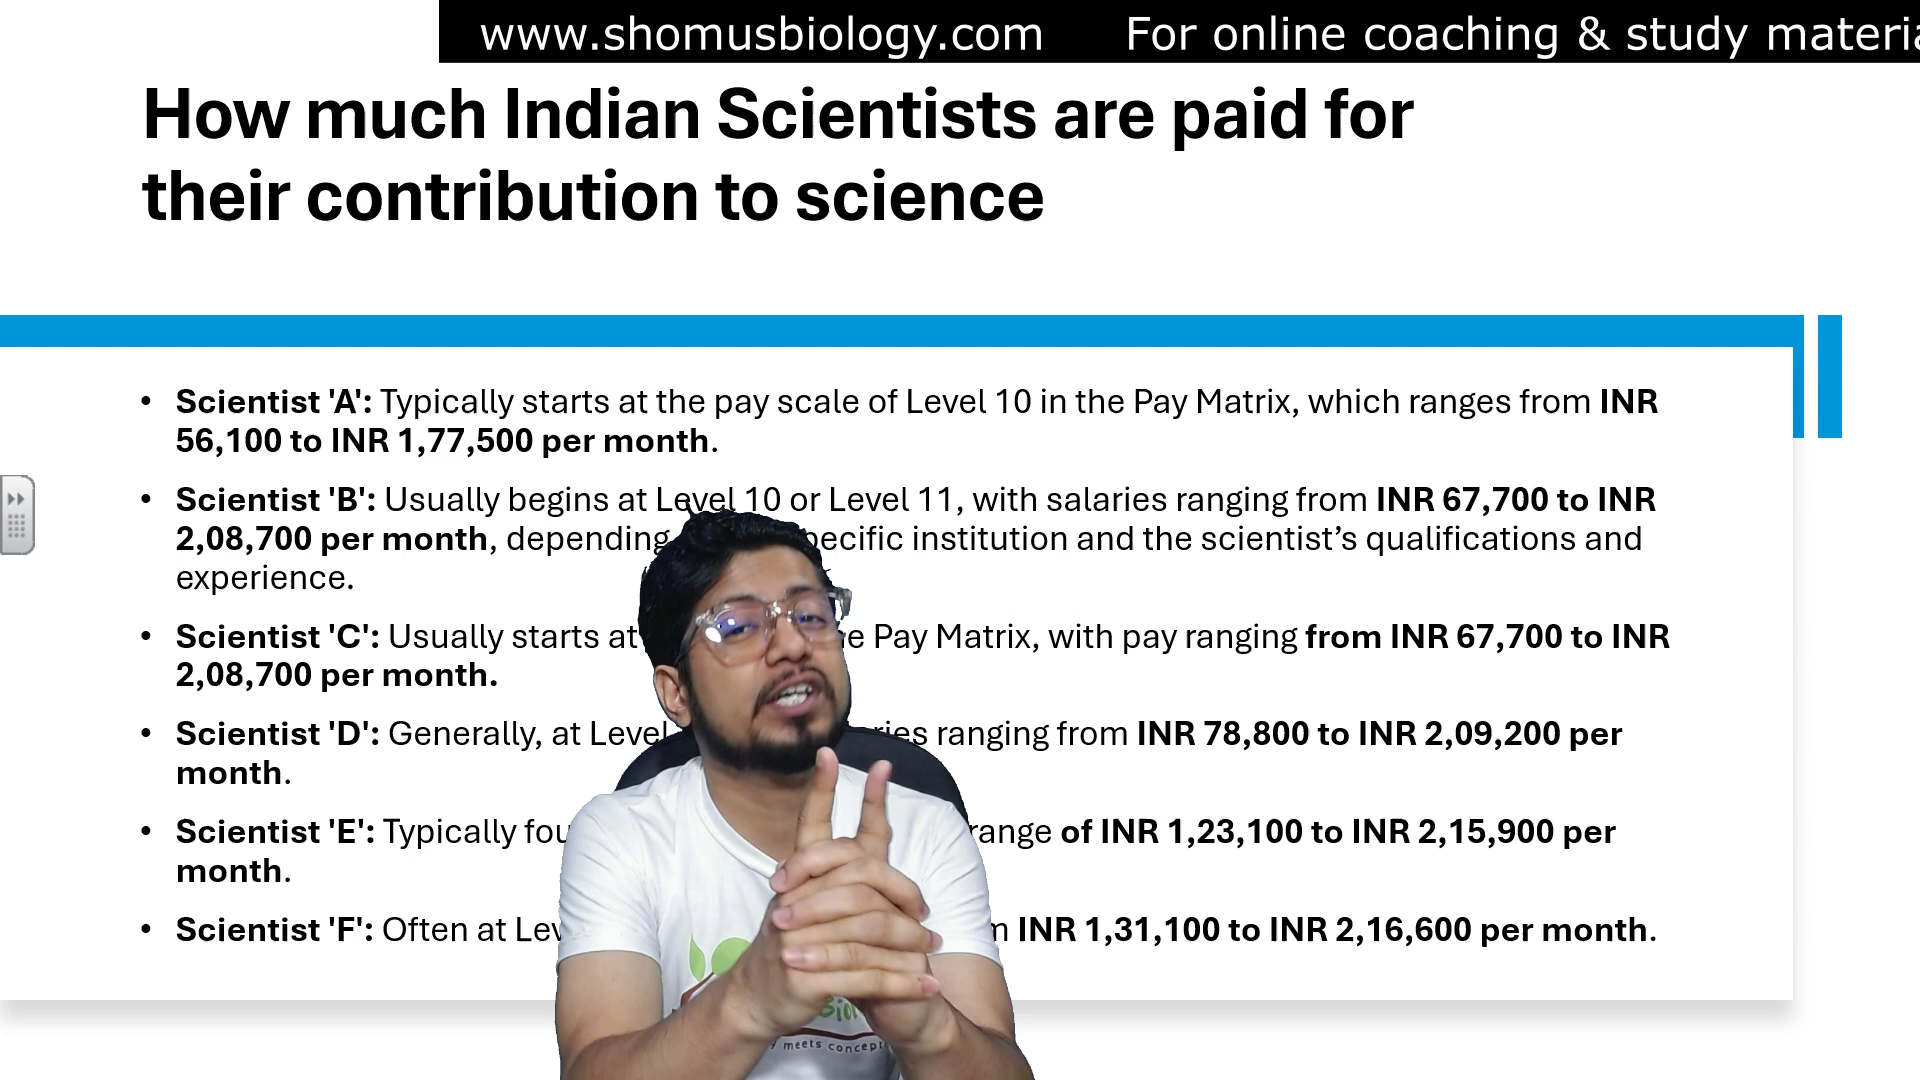 www.shomusbiology.com For online coaching & study materia
How much Indian Scientists are paid for
their contribution to science
• Scientist 'A': Typically starts at the pay scale of Level 10 in the Pay Matrix, which ranges from INR
56,100 to INR 1,77,500 per month.
• Scientist 'B': Usually begins at Level 10 or Level 11, with salaries ranging from INR 67,700 to INR
2,08,700 per month, depending pecific institution and the scientist’s qualifications and
experience.
• Scientist 'C': Usually starts at e Pay Matrix, with pay ranging from INR 67,700 to INR
2,08,700 per month.
• Scientist 'D': Generally, at Level ries ranging from INR 78,800 to INR 2,09,200 per
month.
• Scientist 'E': Typically fou range of INR 1,23,100 to INR 2,15,900 per
month.
• Scientist 'F': Often at Lev m INR 1,31,100 to INR 2,16,600 per month.
meets concept